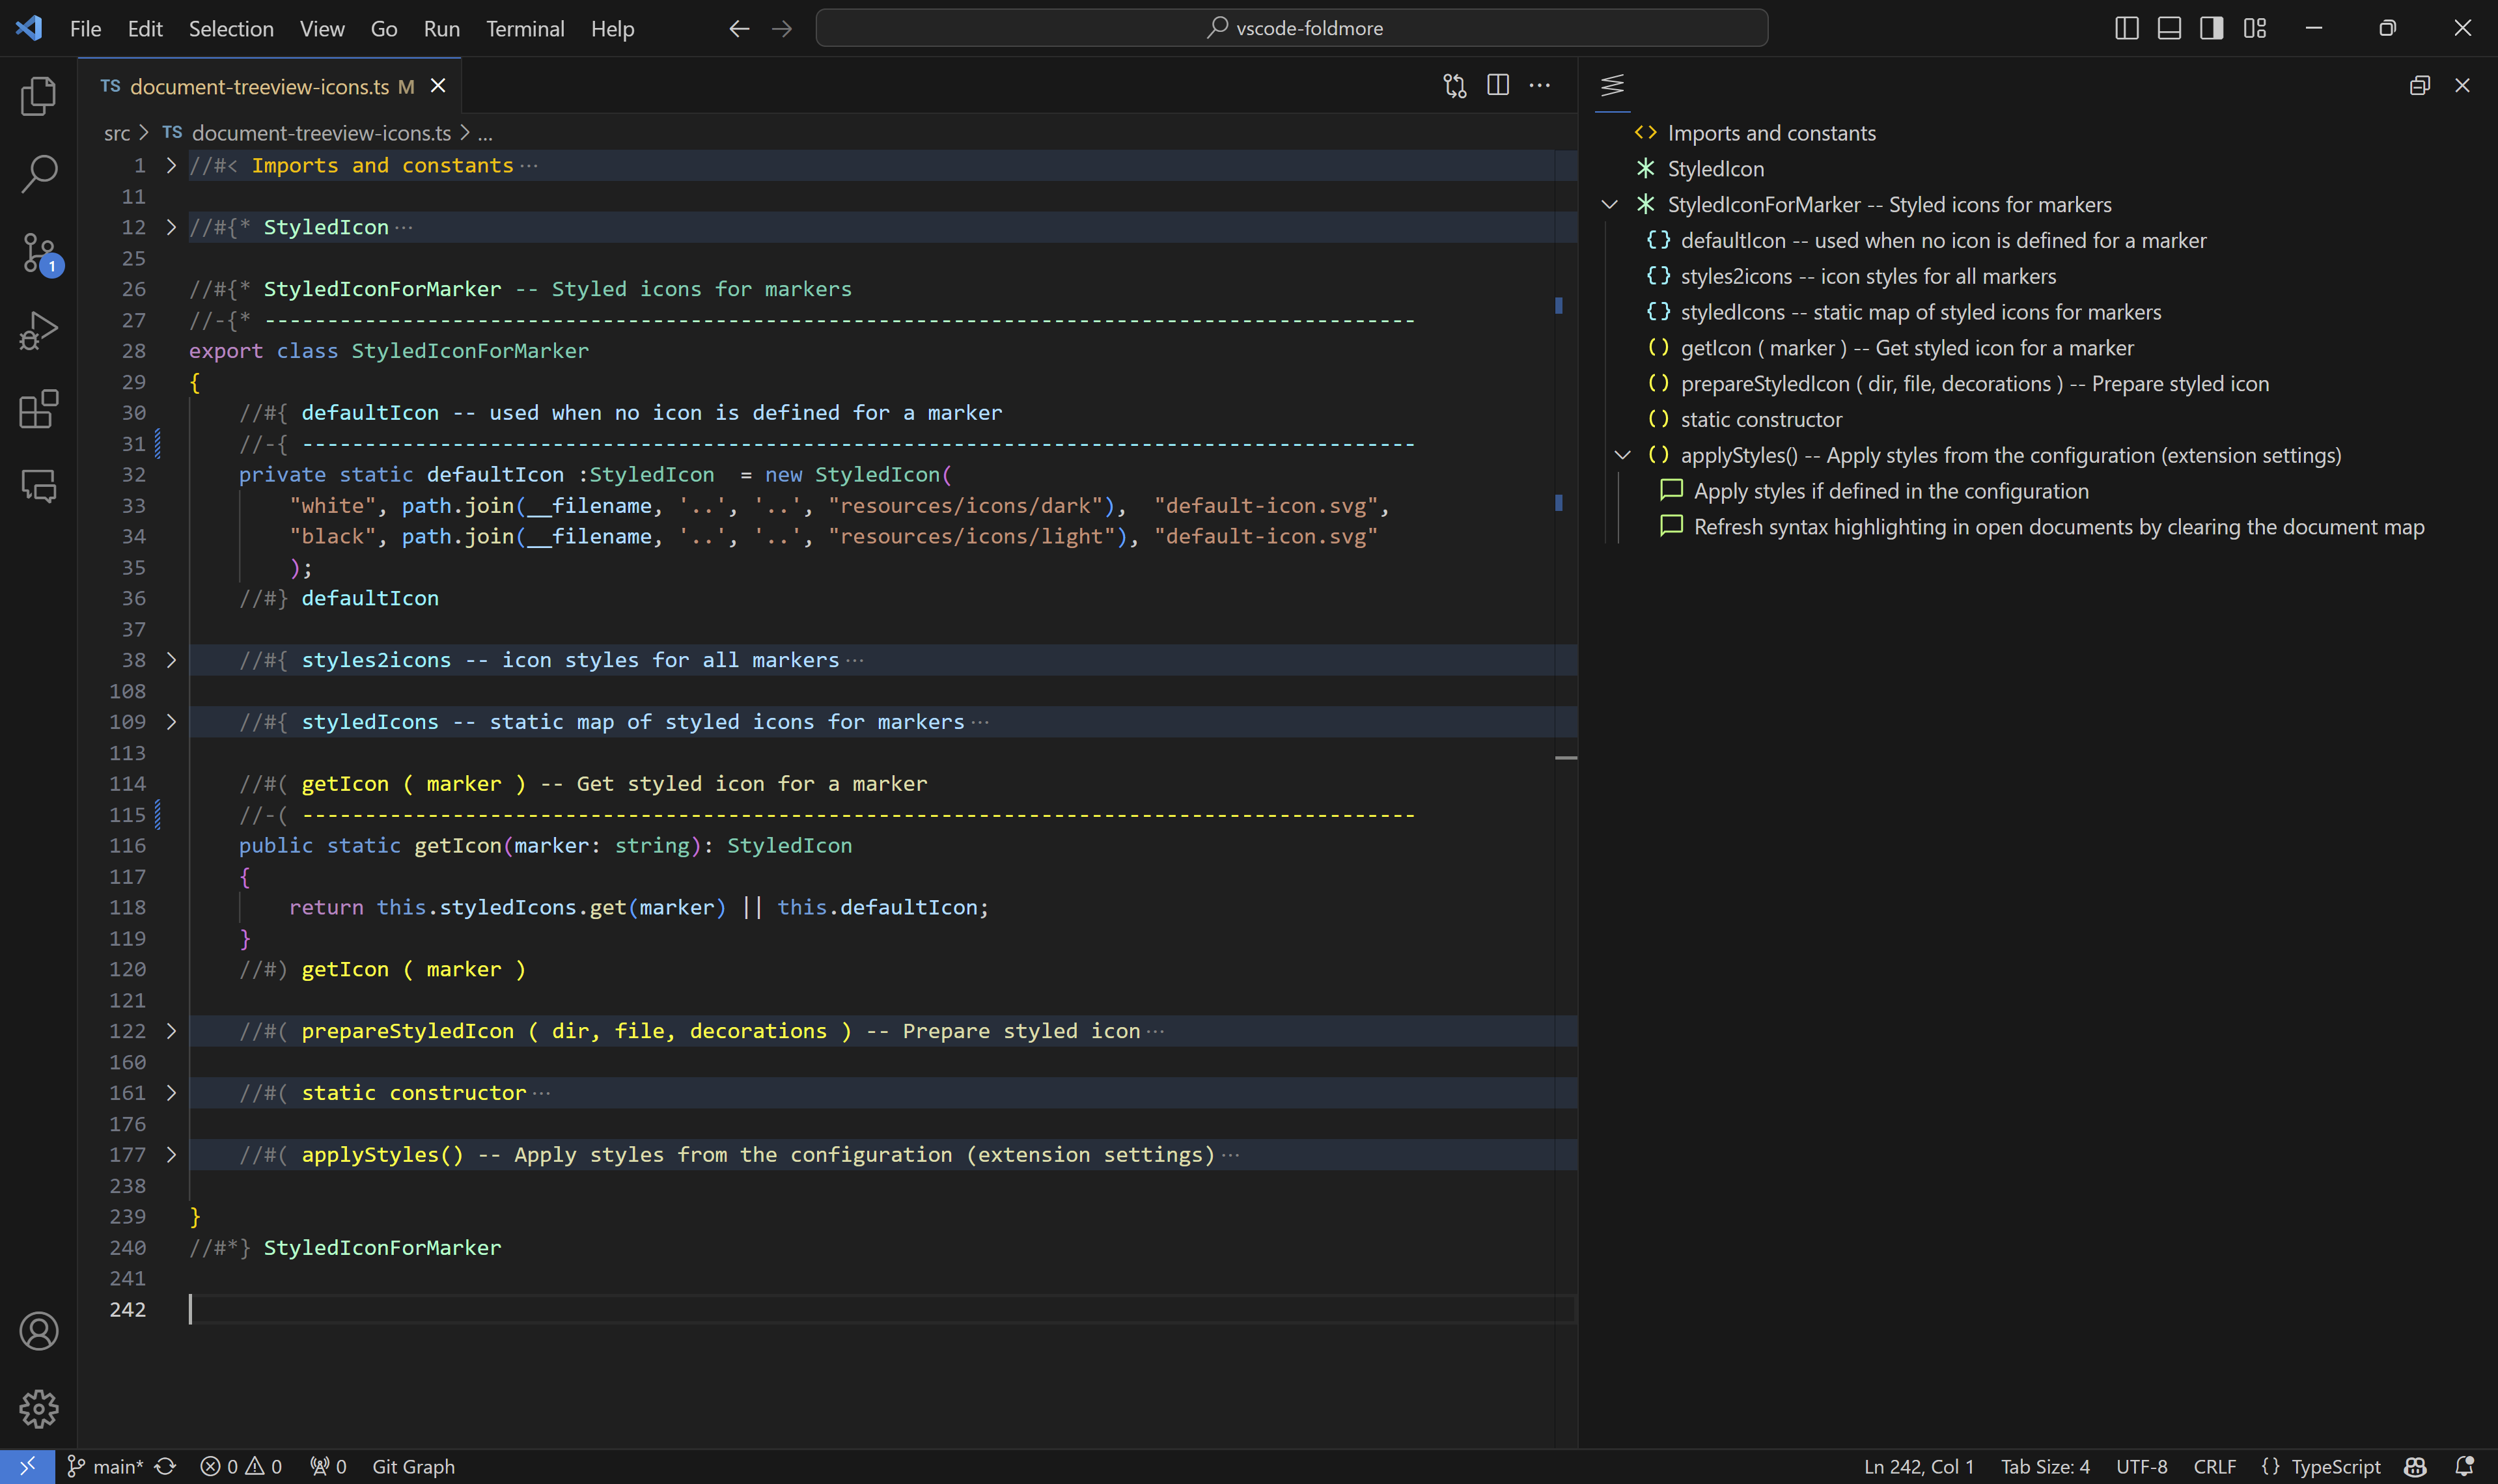 File Edit Selection View Go Run Terminal Help
vscode-foldmore
TS document-treeview-icons.ts M
src > TS document-treeview-icons.ts > ...
1 //#< Imports and constants ···
11
12 //#{* StyledIcon ···
25
26 //#{* StyledIconForMarker -- Styled icons for markers
27 //-{* --------------------------------------------------------------------------------------------
28 export class StyledIconForMarker
29 {
30 //#{ defaultIcon -- used when no icon is defined for a marker
31 //-{ -----------------------------------------------------------------------------------------
32 private static defaultIcon :StyledIcon  = new StyledIcon(
33 "white", path.join(__filename, '..', '..', "resources/icons/dark"),  "default-icon.svg",
34 "black", path.join(__filename, '..', '..', "resources/icons/light"), "default-icon.svg"
35 );
36 //#} defaultIcon
37
38 //#{ styles2icons -- icon styles for all markers ···
108
109 //#{ styledIcons -- static map of styled icons for markers ···
113
114 //#( getIcon ( marker ) -- Get styled icon for a marker
115 //-( -----------------------------------------------------------------------------------------
116 public static getIcon(marker: string): StyledIcon
117 {
118 return this.styledIcons.get(marker) || this.defaultIcon;
119 }
120 //#) getIcon ( marker )
121
122 //#( prepareStyledIcon ( dir, file, decorations ) -- Prepare styled icon ···
160
161 //#( static constructor ···
176
177 //#( applyStyles() -- Apply styles from the configuration (extension settings) ···
238
239 }
240 //#*} StyledIconForMarker
241
242
<> Imports and constants
StyledIcon
StyledIconForMarker -- Styled icons for markers
{} defaultIcon -- used when no icon is defined for a marker
{} styles2icons -- icon styles for all markers
{} styledIcons -- static map of styled icons for markers
() getIcon ( marker ) -- Get styled icon for a marker
() prepareStyledIcon ( dir, file, decorations ) -- Prepare styled icon
() static constructor
() applyStyles() -- Apply styles from the configuration (extension settings)
Apply styles if defined in the configuration
Refresh syntax highlighting in open documents by clearing the document map
1
main* 0 0 0 Git Graph
Ln 242, Col 1 Tab Size: 4 UTF-8 CRLF {} TypeScript